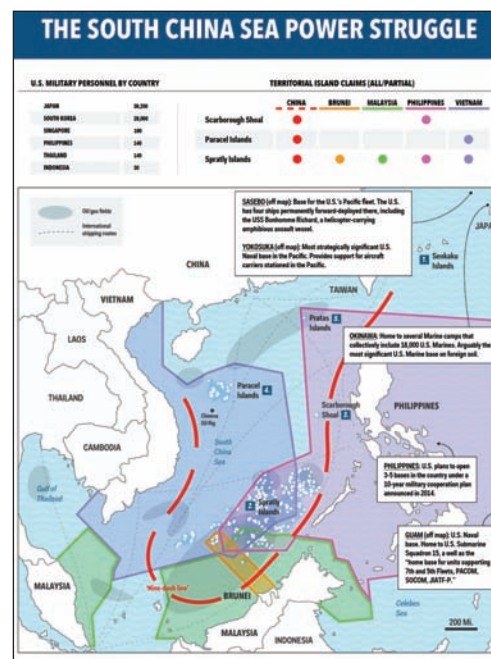 THE SOUTH CHINA SEA POWER STRUGGLE
U.S. MILITARY PERSONNEL BY COUNTRY
JAPAN
SOUTH KOREA
SINGAPORE
PHILIPPINES
THAILAND
INDONESIA
TERRITORIAL ISLAND CLAIMS (ALL/PARTIAL)
CHINA BRUNEI MALAYSIA PHILIPPINES VIETNAM
Scarborough Shoal
Paracel Islands
Spratly Islands
Oil/gas fields
International
shipping routes
SASEBO (off map): Base for the U.S.'s Pacific fleet. The U.S.
has four ships permanently forward-deployed there, including
the USS Bonhomme Richard, a helicopter-carrying
amphibious assault vessel.
YOKOSUKA (off map): Most strategically significant U.S.
Naval base in the Pacific. Provides support for aircraft
carriers stationed in the Pacific.
JAPA
1.
Senkaku
Islands
CHINA
TAIWAN
VIETNAM
LAOS
THAILAND
CAMBODIA
Pratas
Islands
OKINAWA: Home to several Marine camps that
collectively include 18,000 U.S. Marines. Arguably the
most significant U.S. Marine base on foreign soil.
Paracel
Islands
4.
Chinese
Oil Rig
South
China
Sea
Scarborough
Shoal
PHILIPPINES
Gulf of
Thailand
Spratly
Islands
PHILIPPINES: U.S. plans to open
3-5 bases in the country under a
10-year military cooperation plan
announced in 2014.
GUAM (off map): U.S. Naval
base. Home to U.S. Submarine
Squadron 15, a well as the
"home base for units supporting
7th and 5th Fleets, PACOM,
SOCOM, JIATF-P."
MALAYSIA
'Nine-dash line'
BRUNEI
MALAYSIA
INDONESIA
Celebes
Sea
200 Mi.